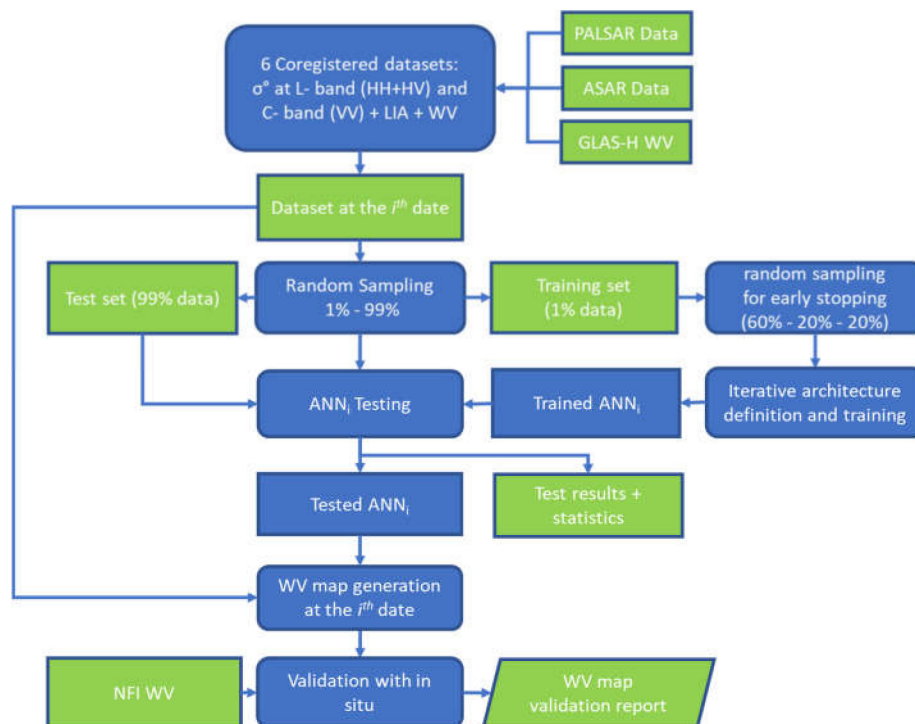 PALSAR Data
6 Coregistered datasets:
σ° at L- band (HH+HV) and
C- band (VV) + LIA + WV
ASAR Data
GLAS-H WV
Dataset at the ith date
Test set (99% data)
Random Sampling
1% - 99%
Training set
(1% data)
random sampling
for early stopping
(60% - 20% - 20%)
ANNi Testing
Trained ANNi
Iterative architecture
definition and training
Tested ANNi
Test results +
statistics
WV map generation
at the ith date
NFI WV
Validation with in
situ
WV map
validation report